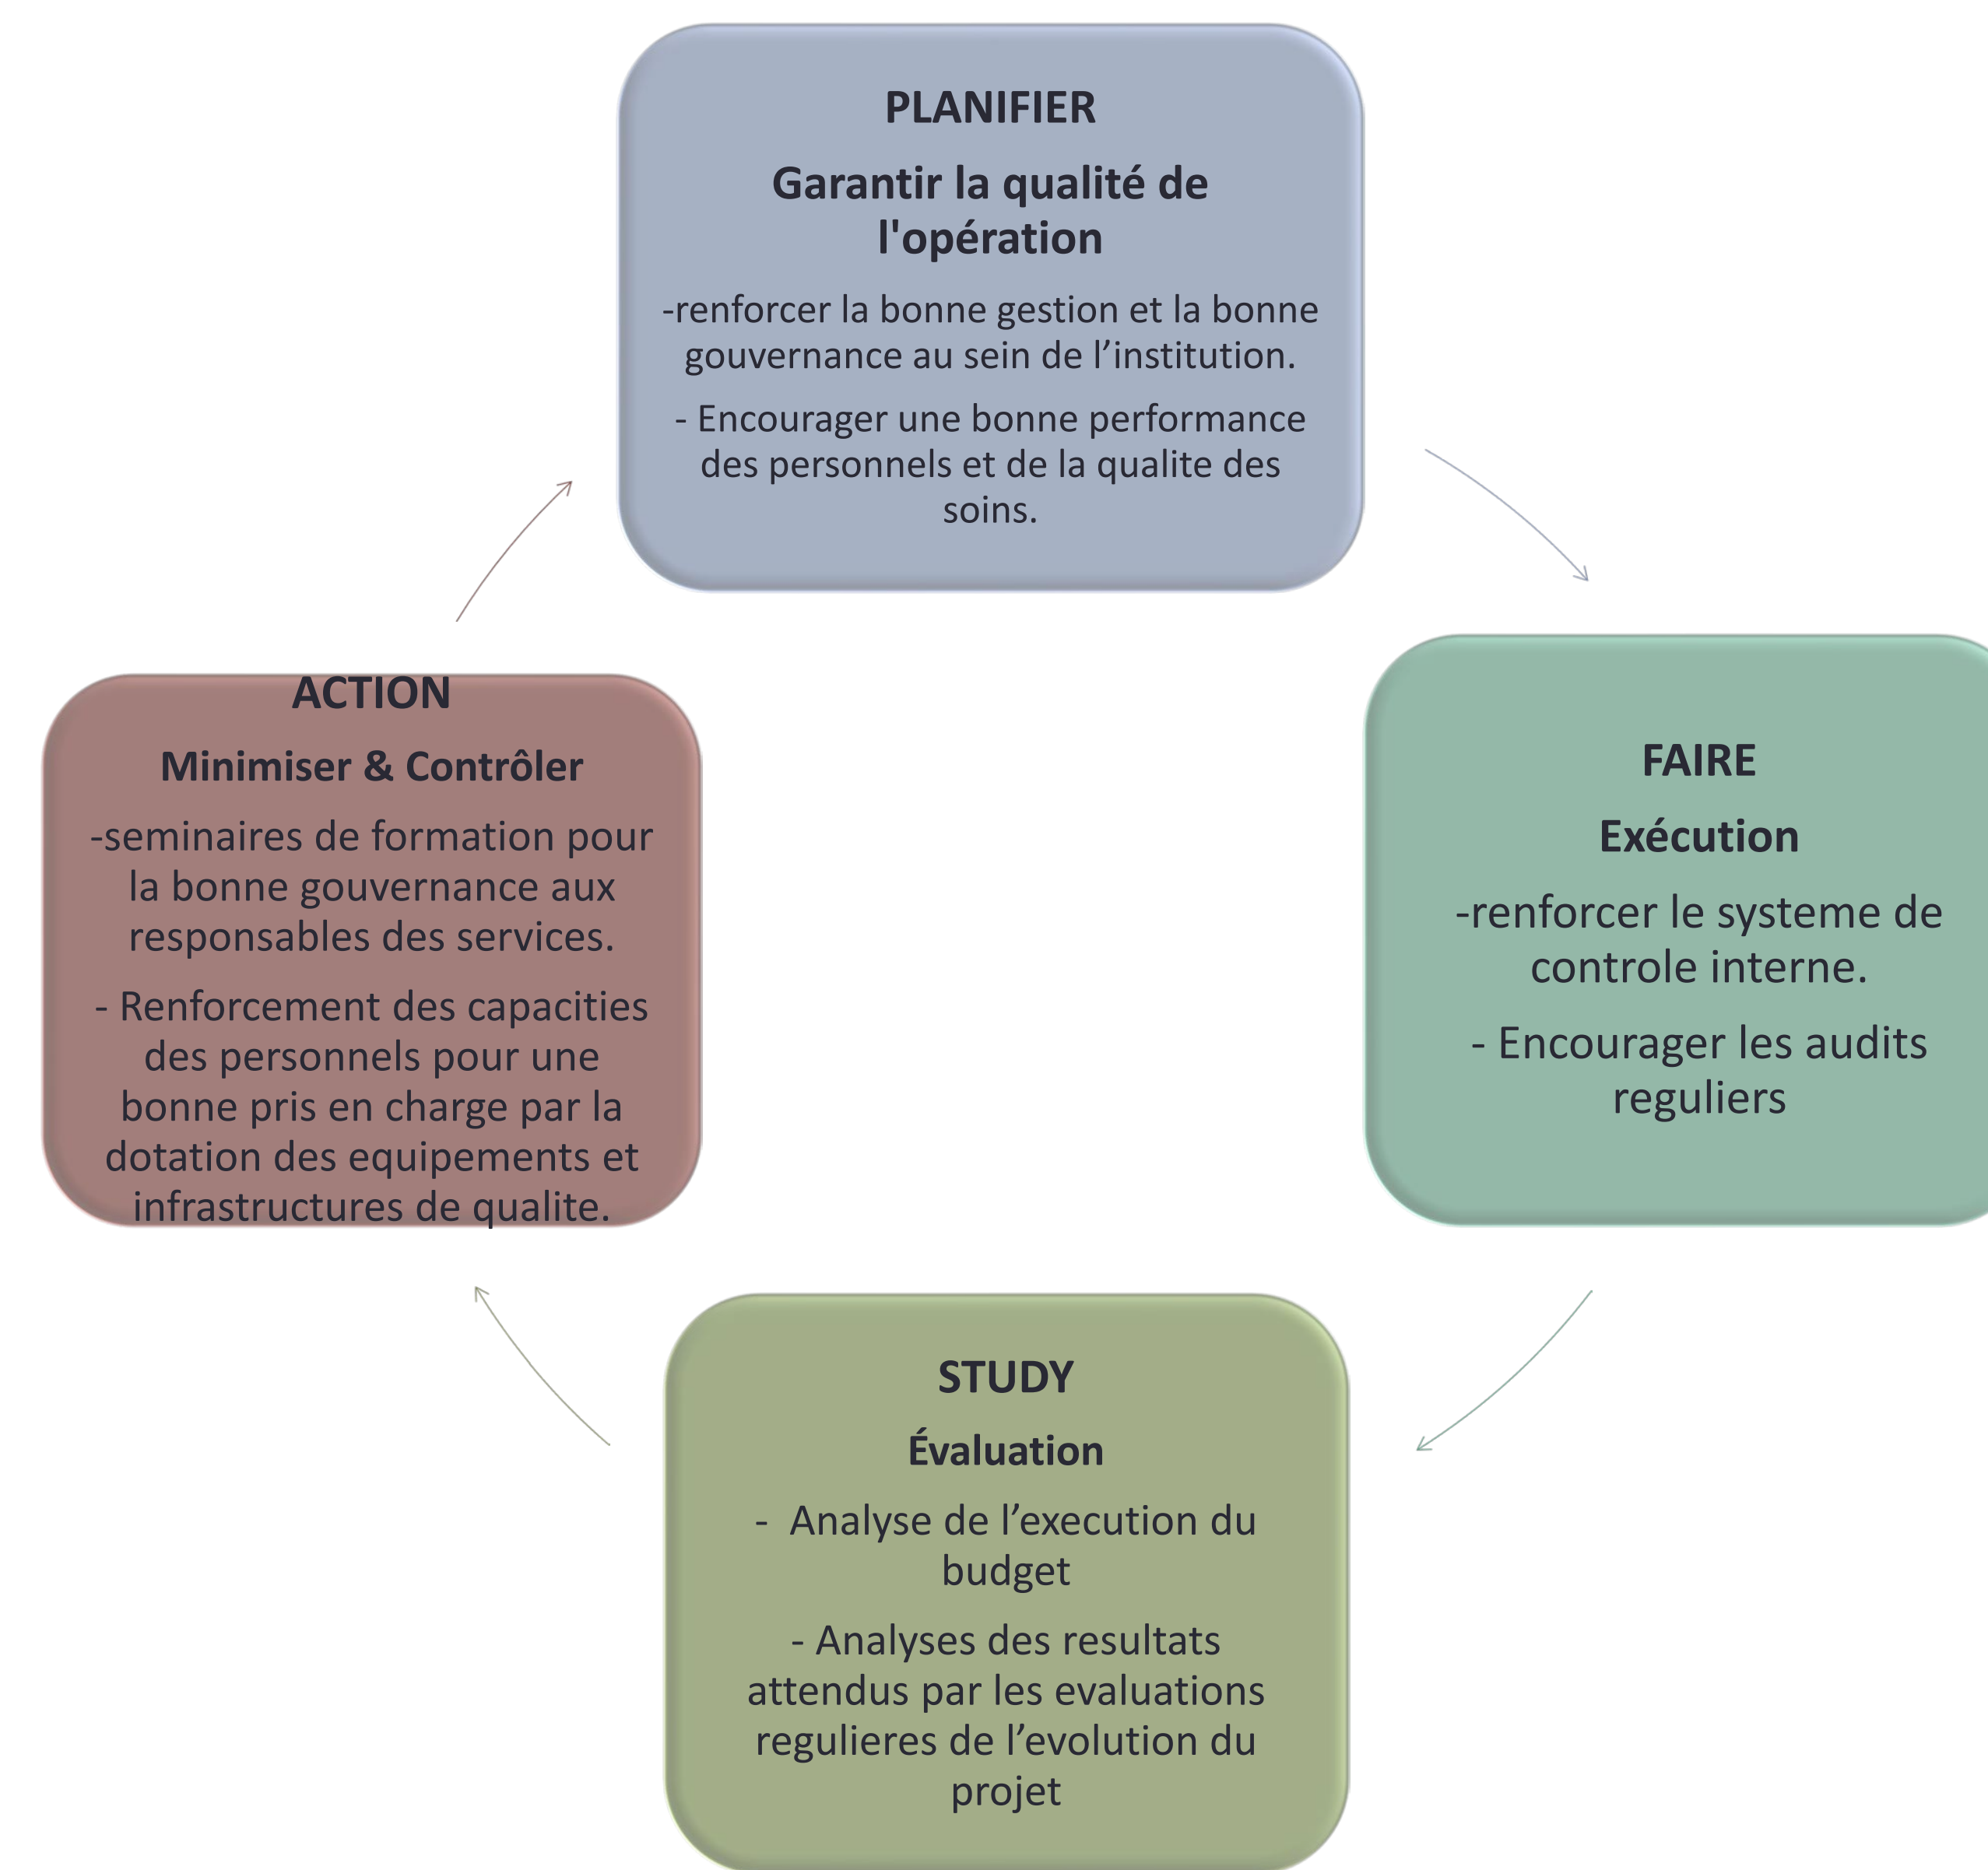 PLANIFIER
Garantir la qualité de
l'opération
-renforcer la bonne gestion et la bonne
gouvernance au sein de l’institution.
- Encourager une bonne performance
des personnels et de la qualite des
soins.
FAIRE
Exécution
-renforcer le systeme de
controle interne.
- Encourager les audits
reguliers
STUDY
Évaluation
- Analyse de l’execution du
budget
- Analyses des resultats
attendus par les evaluations
regulieres de l’evolution du
projet
ACTION
Minimiser & Contrôler
-seminaires de formation pour
la bonne gouvernance aux
responsables des services.
- Renforcement des capacities
des personnels pour une
bonne pris en charge par la
dotation des equipements et
infrastructures de qualite.